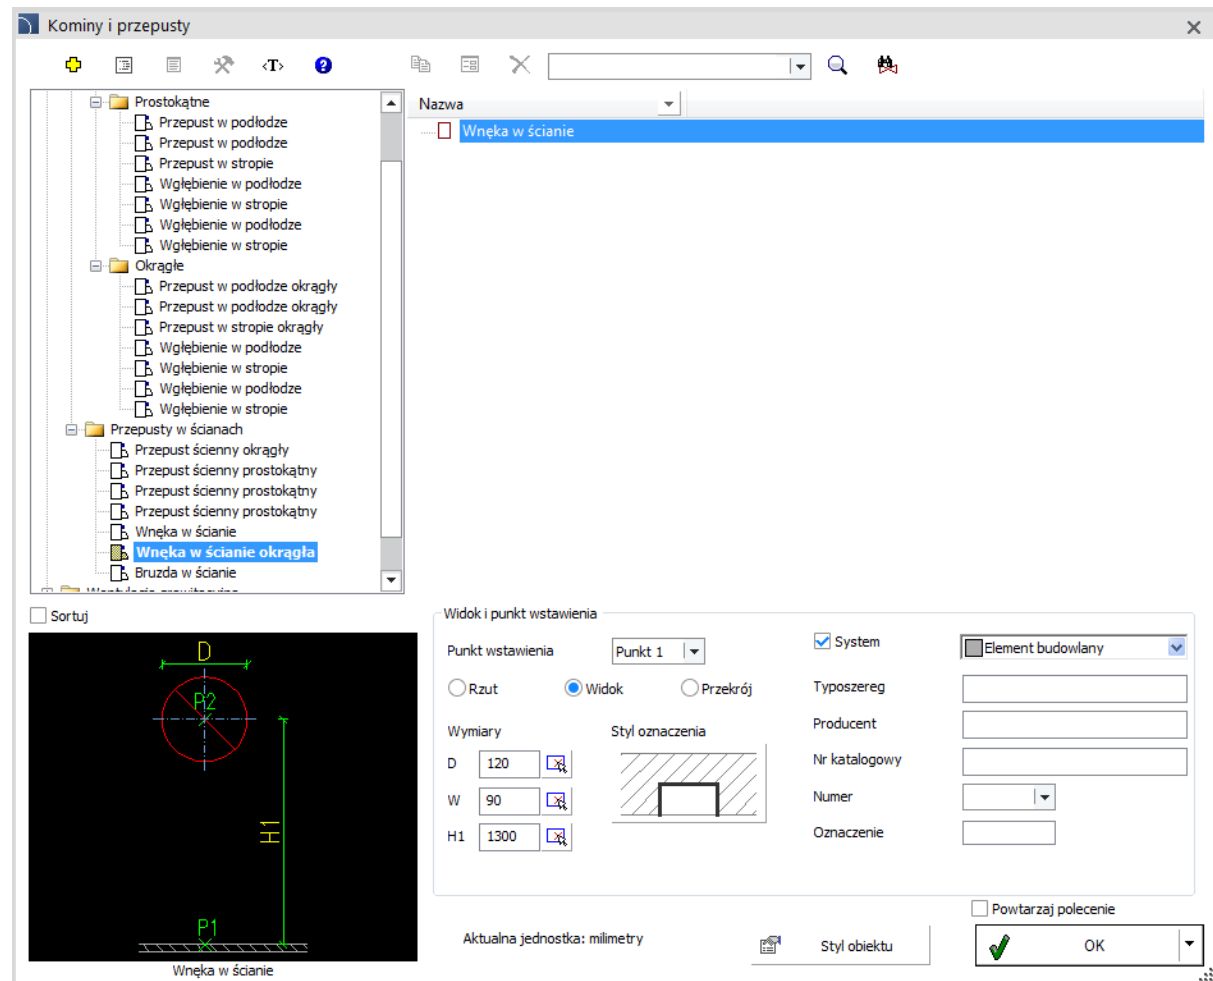 Kominy i przepusty
<T>
Prostokątne
Przepust w podłodze
Przepust w podłodze
Przepust w stropie
Wgłębienie w podłodze
Wgłębienie w stropie
Wgłębienie w podłodze
Wgłębienie w stropie
Okrągłe
Przepust w podłodze okrągły
Przepust w podłodze okrągły
Przepust w stropie okrągły
Wgłębienie w podłodze
Wgłębienie w stropie
Wgłębienie w podłodze
Wgłębienie w stropie
Przepusty w ścianach
Przepust ścienny okrągły
Przepust ścienny prostokątny
Przepust ścienny prostokątny
Przepust ścienny prostokątny
Wnęka w ścianie
Wnęka w ścianie okrągła
Bruzda w ścianie
Nazwa
Wnęka w ścianie
Sortuj
D
P2
H1
P1
Wnęka w ścianie
Widok i punkt wstawienia
Punkt wstawienia Punkt 1
Rzut Widok Przekrój
Wymiary Styl oznaczenia
D 120
W 90
H1 1300
System Element budowlany
Typoszereg
Producent
Nr katalogowy
Numer
Oznaczenie
Powtarzaj polecenie
Aktualna jednostka: milimetry Styl obiektu OK